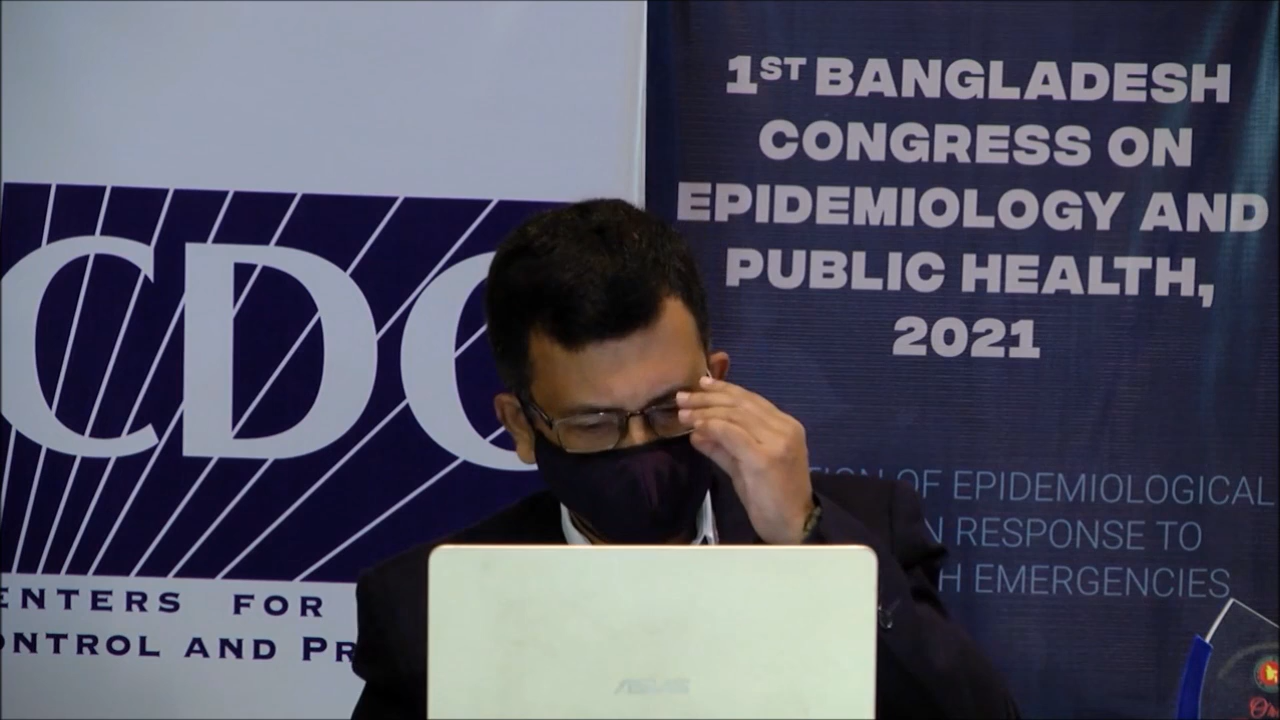 CDC
ENTERS FOR
ONTROL AND PR
1ST BANGLADESH
CONGRESS ON
EPIDEMIOLOGY AND
PUBLIC HEALTH,
2021
OF EPIDEMIOLOGICAL
RESPONSE TO
EMERGENCIES
ASUS